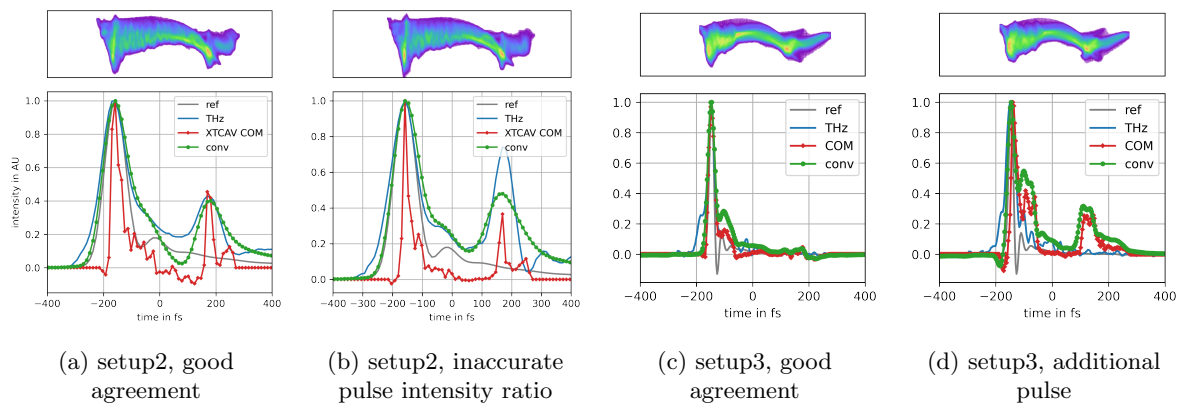 1.0
0.8
0.6
0.4
0.2
0.0
intensity in AU
−400
−200
0
200
400
time in fs
ref
THz
XTCAV COM
conv
1.0
0.8
0.6
0.4
0.2
0.0
−400
−300
−200
−100
0
100
200
300
400
time in fs
ref
THz
XTCAV COM
conv
1.0
0.8
0.6
0.4
0.2
0.0
−400
−200
0
200
400
time in fs
ref
THz
COM
conv
1.0
0.8
0.6
0.4
0.2
0.0
−400
−200
0
200
400
time in fs
ref
THz
COM
conv
(a) setup2, good
agreement
(b) setup2, inaccurate
pulse intensity ratio
(c) setup3, good
agreement
(d) setup3, additional
pulse